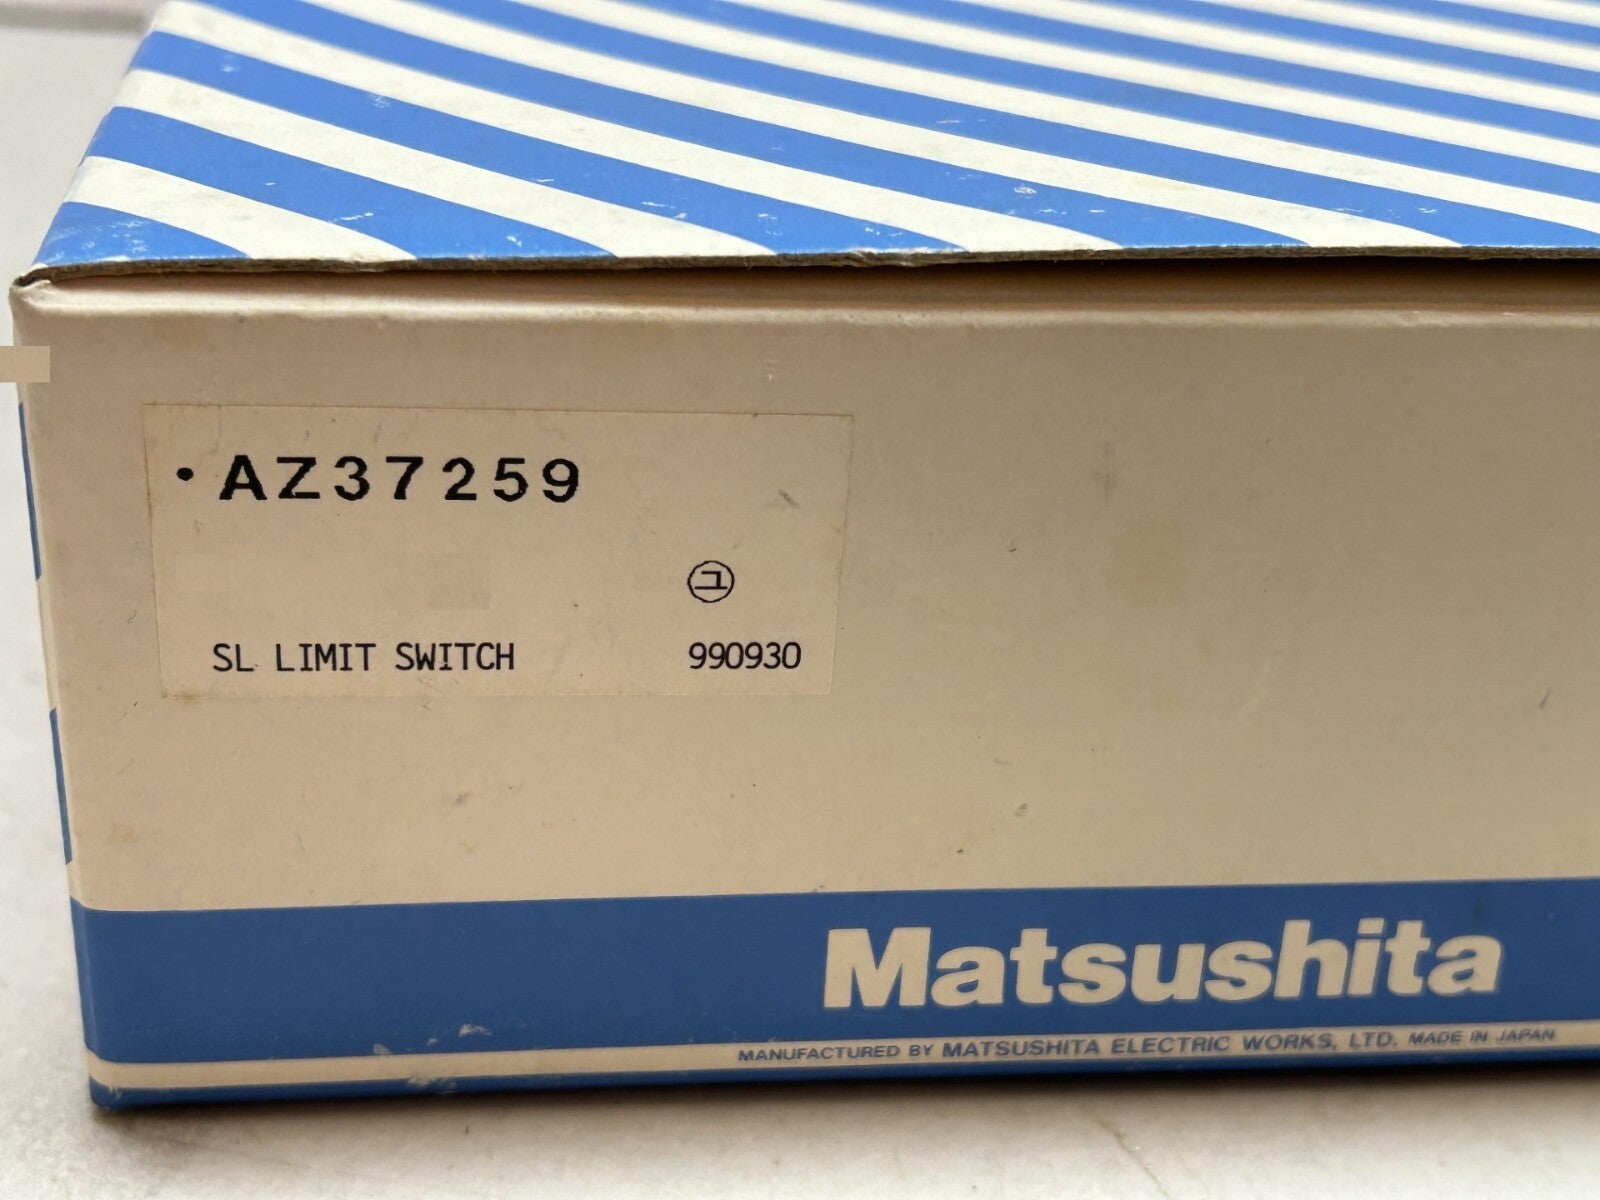 •AZ37259
ユ
SL LIMIT SWITCH 990930
Matsushita
MANUFACTURED BY MATSUSHITA ELECTRIC WORKS, LTD. MADE IN JAPAN